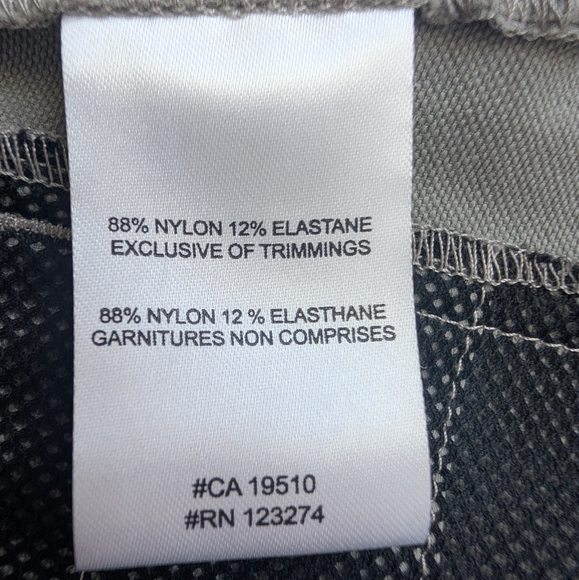 88% NYLON 12% ELASTANE
EXCLUSIVE OF TRIMMINGS
88% NYLON 12 % ELASTHANE
GARNITURES NON COMPRISES
#CA 19510
#RN 123274